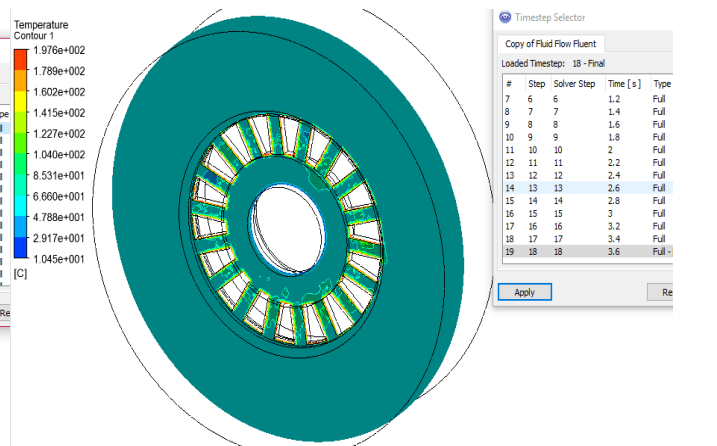 Temperature
Contour 1
1.976e+002
1.789e+002
1.602e+002
1.415e+002
1.227e+002
1.040e+002
8.531e+001
6.660e+001
4.788e+001
2.917e+001
1.045e+001
[C]
pe
Re
Timestep Selector
Copy of Fluid Flow Fluent
Loaded Timestep: 18 - Final
# Step Solver Step Time [ s ] Type
7 6 6 1.2 Full
8 7 7 1.4 Full
9 8 8 1.6 Full
10 9 9 1.8 Full
11 10 10 2 Full
12 11 11 2.2 Full
13 12 12 2.4 Full
14 13 13 2.6 Full
15 14 14 2.8 Full
16 15 15 3 Full
17 16 16 3.2 Full
18 17 17 3.4 Full
19 18 18 3.6 Full -
Apply Re